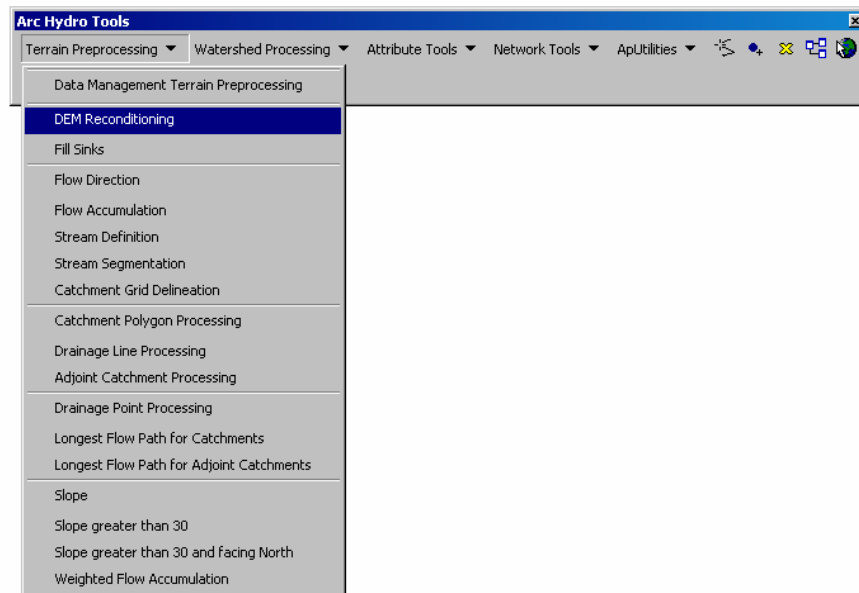 Arc Hydro Tools
Terrain Preprocessing Watershed Processing Attribute Tools Network Tools ApUtilities
Data Management Terrain Preprocessing
DEM Reconditioning
Fill Sinks
Flow Direction
Flow Accumulation
Stream Definition
Stream Segmentation
Catchment Grid Delineation
Catchment Polygon Processing
Drainage Line Processing
Adjoint Catchment Processing
Drainage Point Processing
Longest Flow Path for Catchments
Longest Flow Path for Adjoint Catchments
Slope
Slope greater than 30
Slope greater than 30 and facing North
Weighted Flow Accumulation